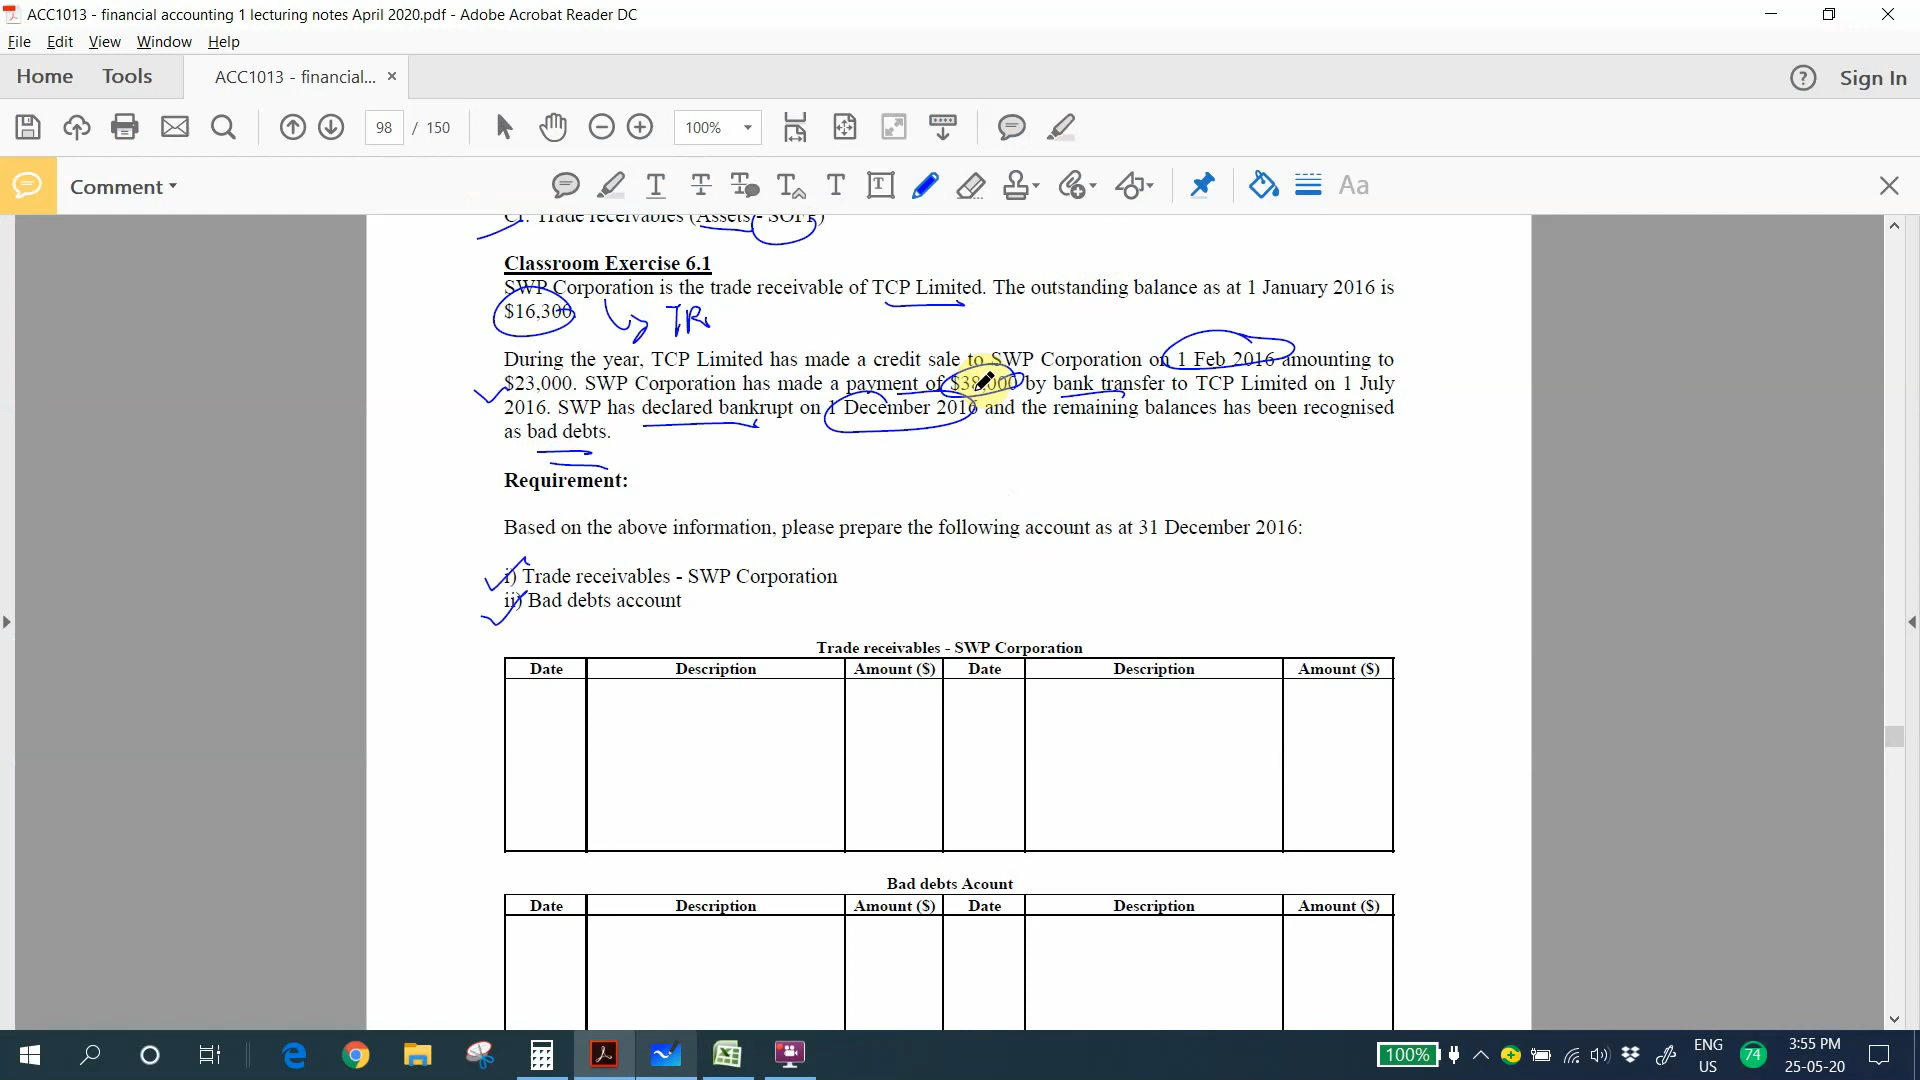 ACC1013 - financial accounting 1 lecturing notes April 2020.pdf - Adobe Acrobat Reader DC
File Edit View Window Help
Home Tools ACC1013 - financial... × Sign In
98 / 150 100%
Comment
Cr: Trade receivables (Assets - SOFP)
Classroom Exercise 6.1
SWP Corporation is the trade receivable of TCP Limited. The outstanding balance as at 1 January 2016 is
$16,300.
TR
During the year, TCP Limited has made a credit sale to SWP Corporation on 1 Feb 2016 amounting to
$23,000. SWP Corporation has made a payment of $38,000 by bank transfer to TCP Limited on 1 July
2016. SWP has declared bankrupt on 1 December 2016 and the remaining balances has been recognised
as bad debts.
Requirement:
Based on the above information, please prepare the following account as at 31 December 2016:
i) Trade receivables - SWP Corporation
ii) Bad debts account
Trade receivables - SWP Corporation
Date Description Amount ($) Date Description Amount ($)
Bad debts Acount
Date Description Amount ($) Date Description Amount ($)
100% ENG US 74 3:55 PM 25-05-20